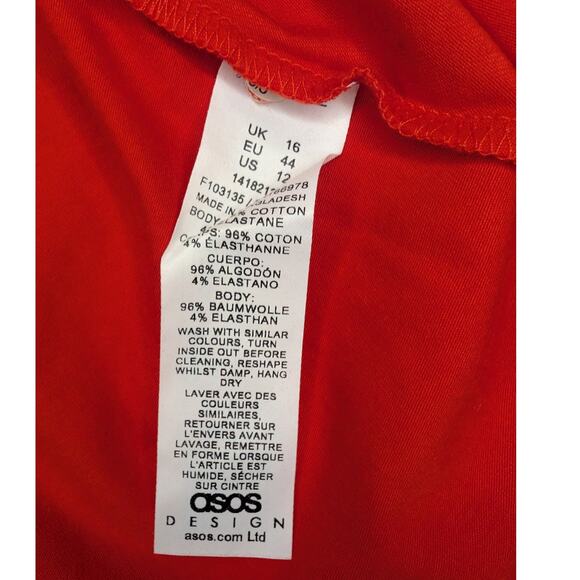 UK 16
EU 44
US 12
F103135 /
MADE IN
COTTON
BODY
96% COTON
4% ÉLASTHANNE
CUERPO:
96% ALGODÓN
4% ELASTANO
BODY:
96% BAUMWOLLE
4% ELASTHAN
WASH WITH SIMILAR
COLOURS, TURN
INSIDE OUT BEFORE
CLEANING, RESHAPE
WHILST DAMP, HANG
DRY
LAVER AVEC DES
COULEURS
SIMILAIRES,
RETOURNER SUR
L'ENVERS AVANT
LAVAGE, REMETTRE
EN FORME LORSQUE
L'ARTICLE EST
HUMIDE, SÉCHER
SUR CINTRE
asos
DESIGN
asos.com Ltd